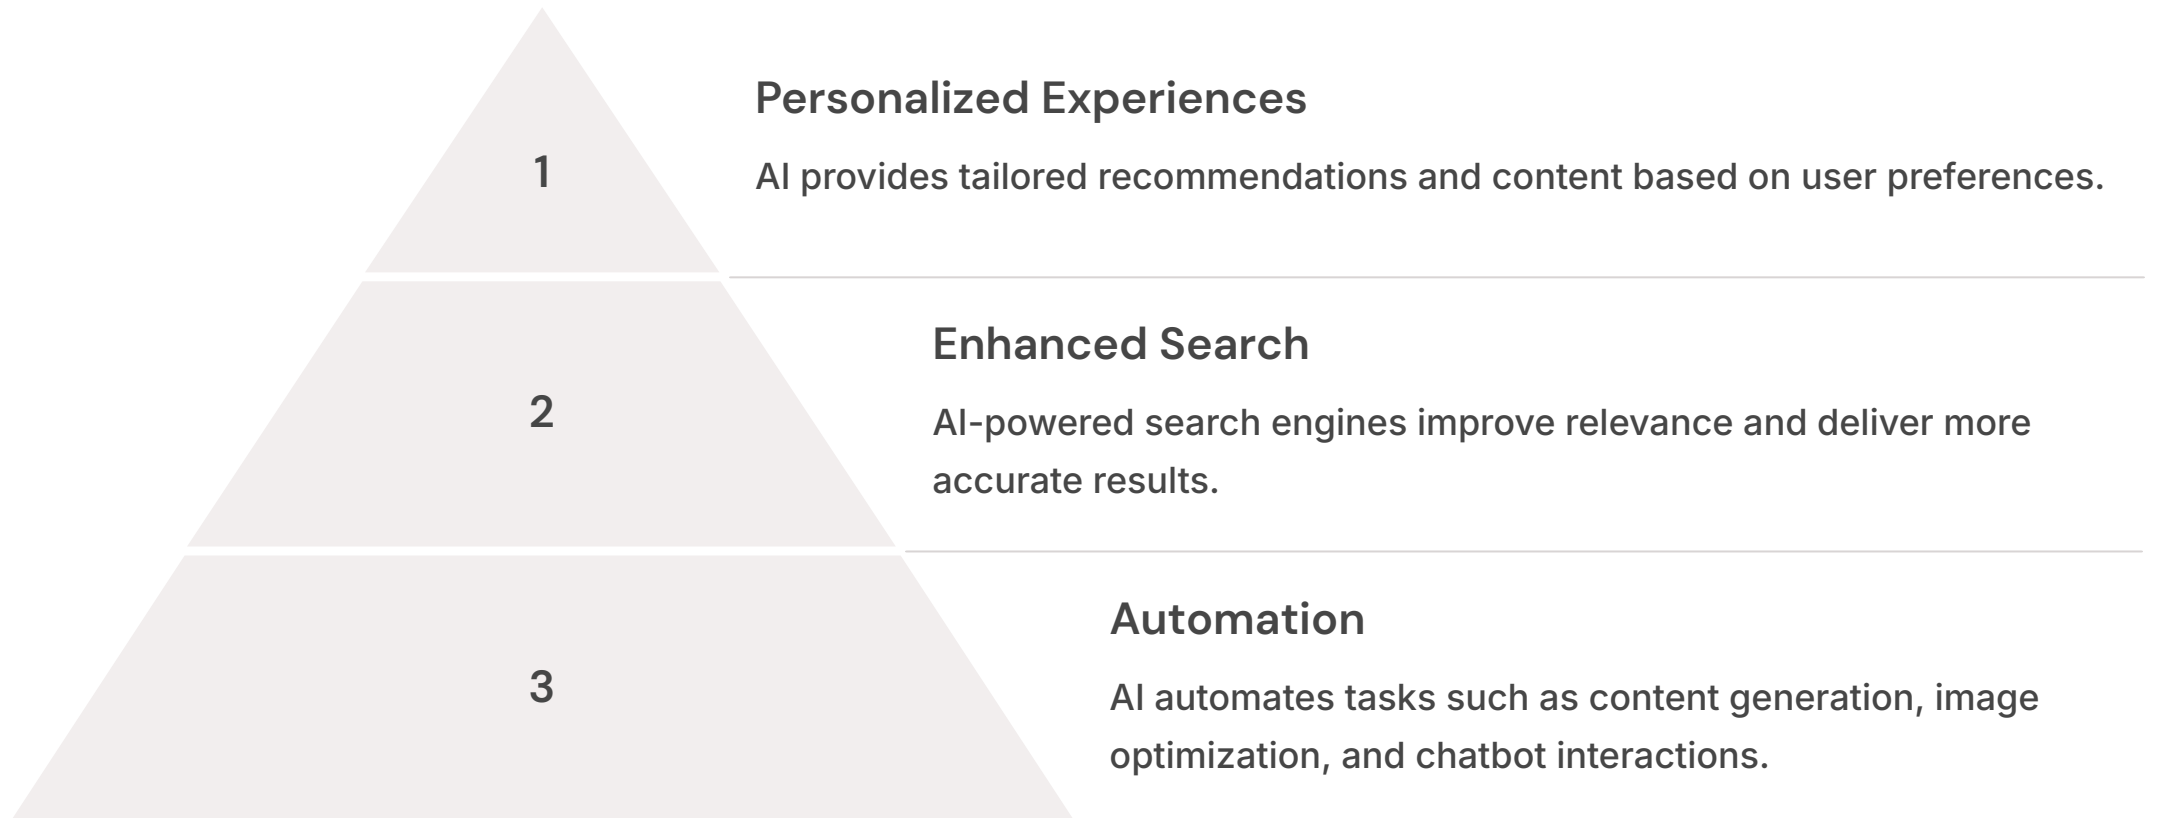 1
Personalized Experiences
AI provides tailored recommendations and content based on user preferences.
2
Enhanced Search
AI-powered search engines improve relevance and deliver more
accurate results.
3
Automation
AI automates tasks such as content generation, image
optimization, and chatbot interactions.